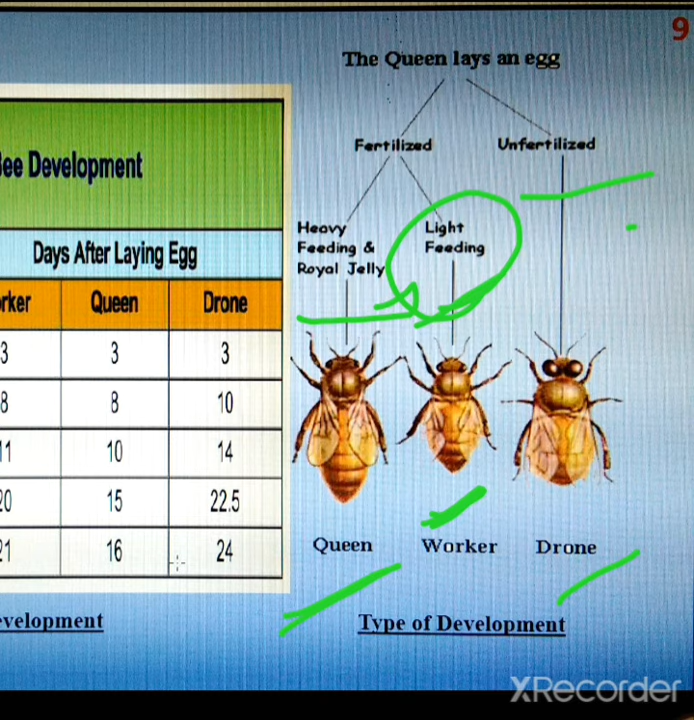 9
The Queen lays an egg
Fertilized
Unfertilized
Heavy
Feeding &
Royal Jelly
Light
Feeding
Queen
Worker
Drone
Type of Development
Development
Days After Laying Egg
Queen Drone
3 3 3
8 8 10
11 10 14
20 15 22.5
21 16 24
XRecorder